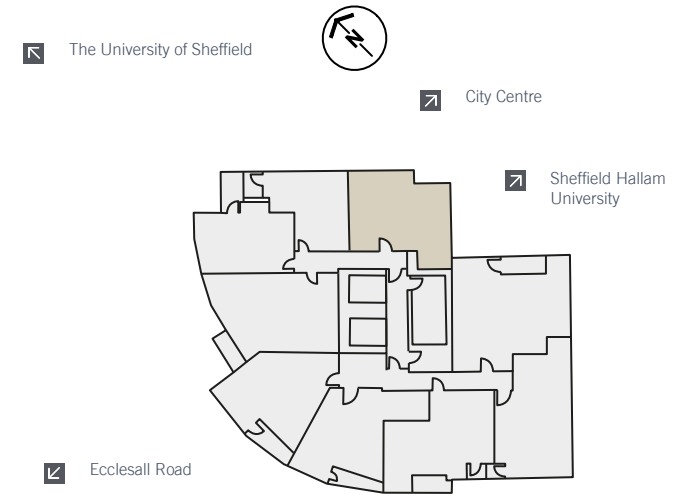 The University of Sheffield
N
City Centre
Sheffield Hallam
University
Ecclesall Road